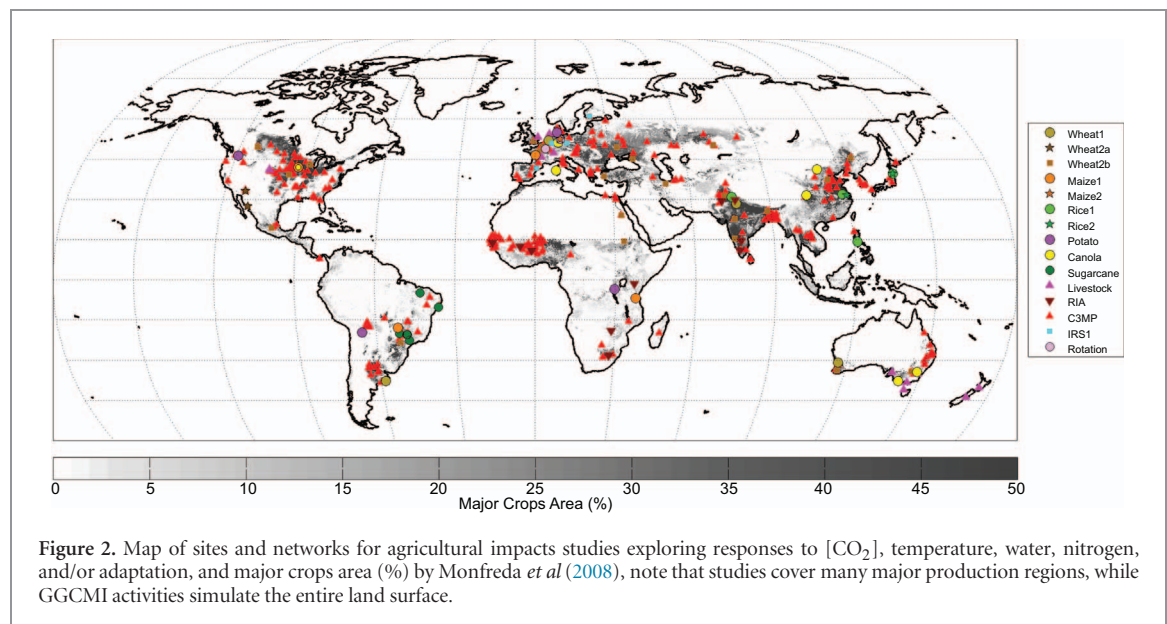 Wheat1
Wheat2a
Wheat2b
Maize1
Maize2
Rice1
Rice2
Potato
Canola
Sugarcane
Livestock
RIA
C3MP
IRS1
Rotation
0 5 10 15 20 25 30 35 40 45 50
Major Crops Area (%)
Figure 2. Map of sites and networks for agricultural impacts studies exploring responses to [CO₂], temperature, water, nitrogen,
and/or adaptation, and major crops area (%) by Monfreda et al (2008), note that studies cover many major production regions, while
GGCMI activities simulate the entire land surface.